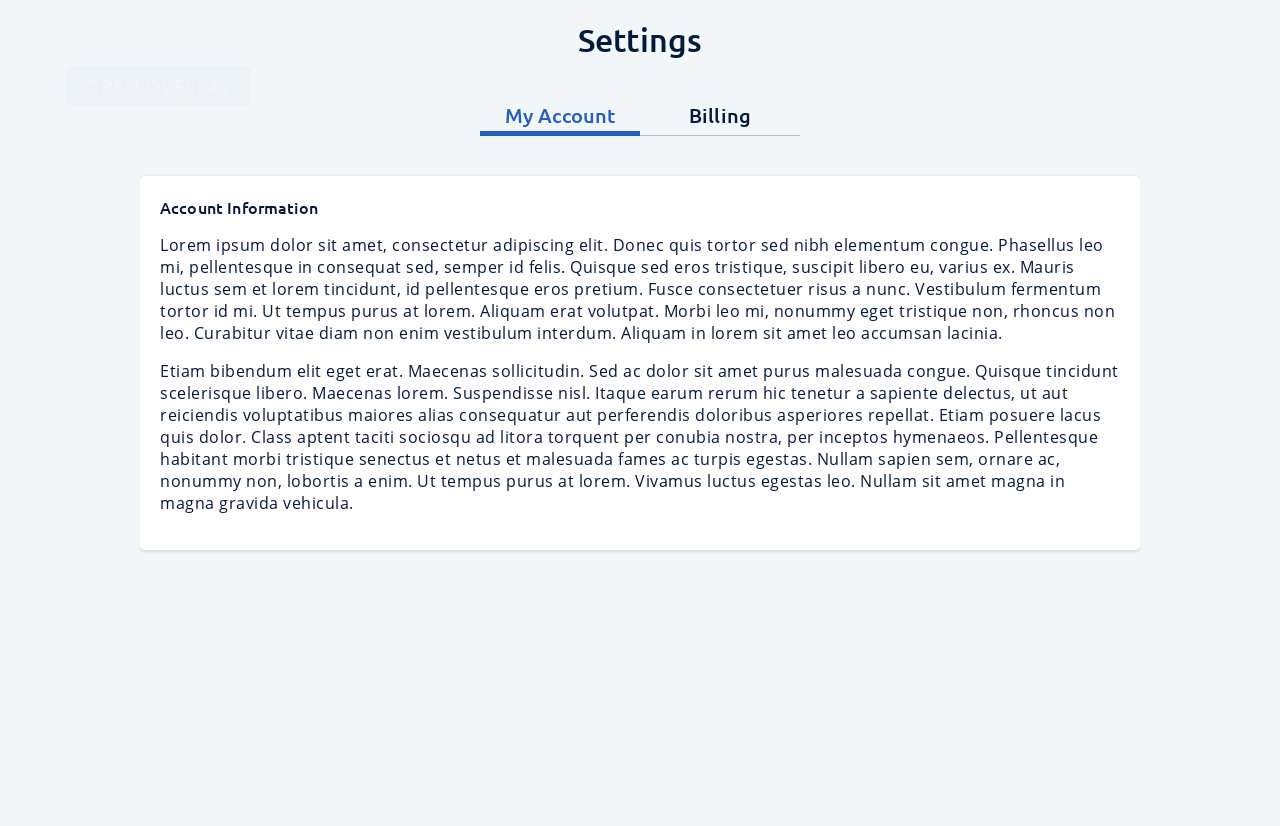 Settings
OPEN OVERLAY
My Account
Billing
Account Information
Lorem ipsum dolor sit amet, consectetur adipiscing elit. Donec quis tortor sed nibh elementum congue. Phasellus leo
mi, pellentesque in consequat sed, semper id felis. Quisque sed eros tristique, suscipit libero eu, varius ex. Mauris
luctus sem et lorem tincidunt, id pellentesque eros pretium. Fusce consectetuer risus a nunc. Vestibulum fermentum
tortor id mi. Ut tempus purus at lorem. Aliquam erat volutpat. Morbi leo mi, nonummy eget tristique non, rhoncus non
leo. Curabitur vitae diam non enim vestibulum interdum. Aliquam in lorem sit amet leo accumsan lacinia.
Etiam bibendum elit eget erat. Maecenas sollicitudin. Sed ac dolor sit amet purus malesuada congue. Quisque tincidunt
scelerisque libero. Maecenas lorem. Suspendisse nisl. Itaque earum rerum hic tenetur a sapiente delectus, ut aut
reiciendis voluptatibus maiores alias consequatur aut perferendis doloribus asperiores repellat. Etiam posuere lacus
quis dolor. Class aptent taciti sociosqu ad litora torquent per conubia nostra, per inceptos hymenaeos. Pellentesque
habitant morbi tristique senectus et netus et malesuada fames ac turpis egestas. Nullam sapien sem, ornare ac,
nonummy non, lobortis a enim. Ut tempus purus at lorem. Vivamus luctus egestas leo. Nullam sit amet magna in
magna gravida vehicula.